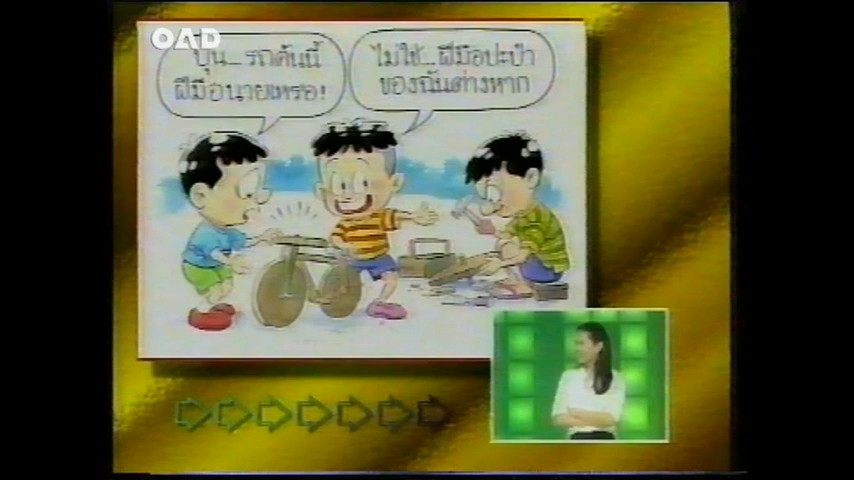 OAD
ปุ่น...รถคันนี้
ฝีมือนายเหรอ!
ไม่ใช่...ฝีมือปะป๋า
ของฉันต่างหาก